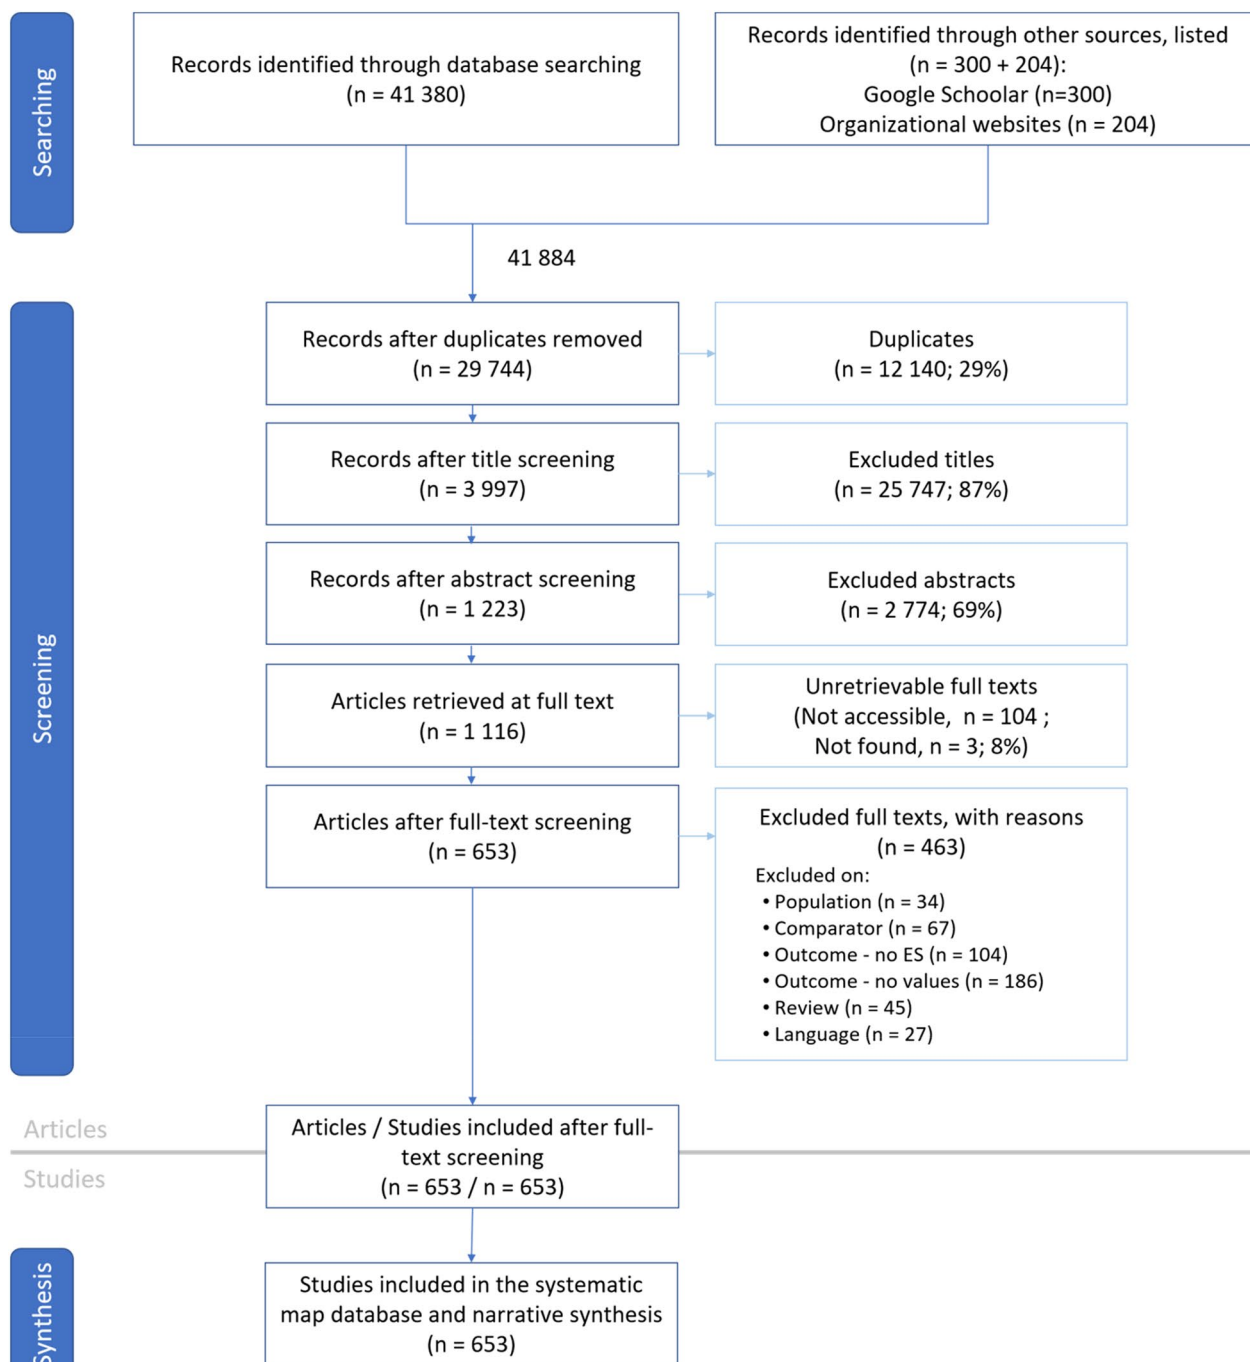 Searching
Records identified through database searching
(n = 41 380)
Records identified through other sources, listed
(n = 300 + 204):
Google Schoolar (n=300)
Organizational websites (n = 204)
41 884
Screening
Records after duplicates removed
(n = 29 744)
Duplicates
(n = 12 140; 29%)
Records after title screening
(n = 3 997)
Excluded titles
(n = 25 747; 87%)
Records after abstract screening
(n = 1 223)
Excluded abstracts
(n = 2 774; 69%)
Articles retrieved at full text
(n = 1 116)
Unretrievable full texts
(Not accessible,  n = 104 ;
Not found, n = 3; 8%)
Articles after full-text screening
(n = 653)
Excluded full texts, with reasons
(n = 463)
Excluded on:
• Population (n = 34)
• Comparator (n = 67)
• Outcome - no ES (n = 104)
• Outcome - no values (n = 186)
• Review (n = 45)
• Language (n = 27)
Articles
Studies
Articles / Studies included after full-
text screening
(n = 653 / n = 653)
Synthesis
Studies included in the systematic
map database and narrative synthesis
(n = 653)